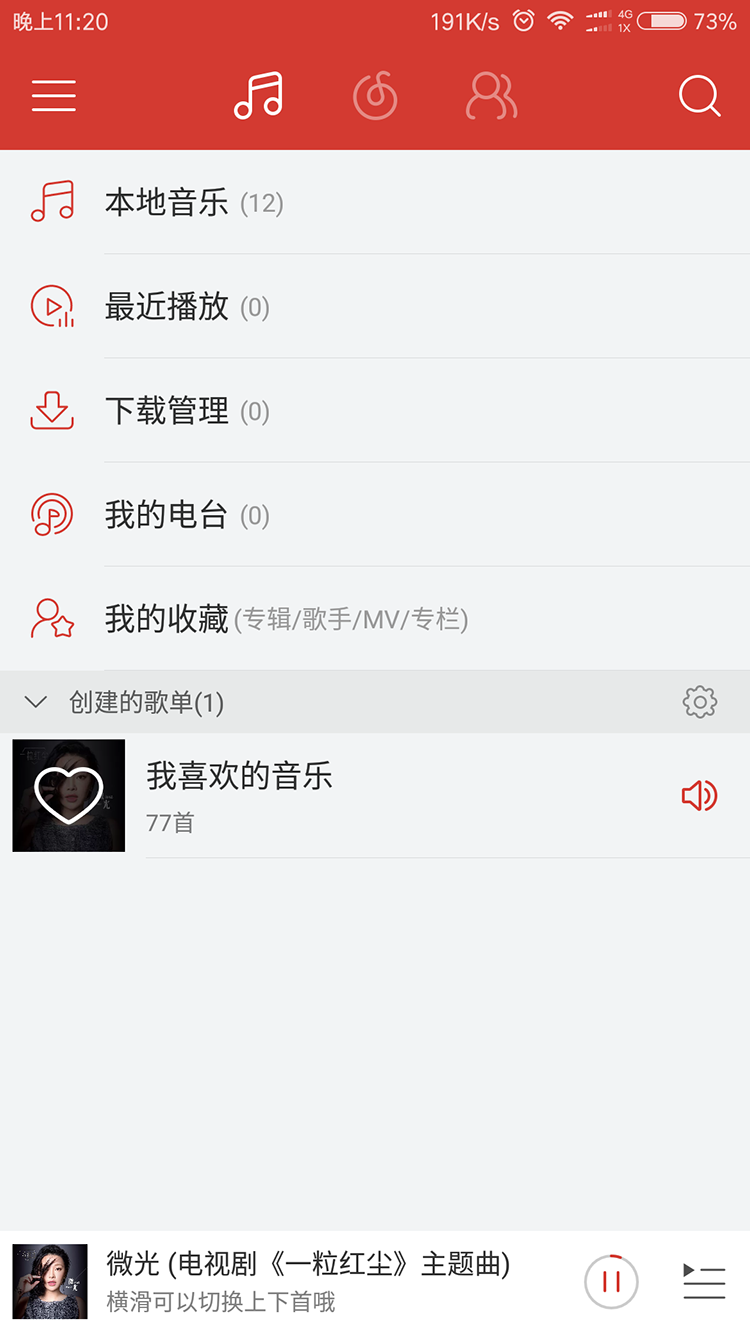 晚上11:20 191K/s 4G 1X 73%
本地音乐 (12)
最近播放 (0)
下载管理 (0)
我的电台 (0)
我的收藏 (专辑/歌手/MV/专栏)
创建的歌单(1)
我喜欢的音乐
77首
微光 (电视剧《一粒红尘》主题曲)
横滑可以切换上下首哦